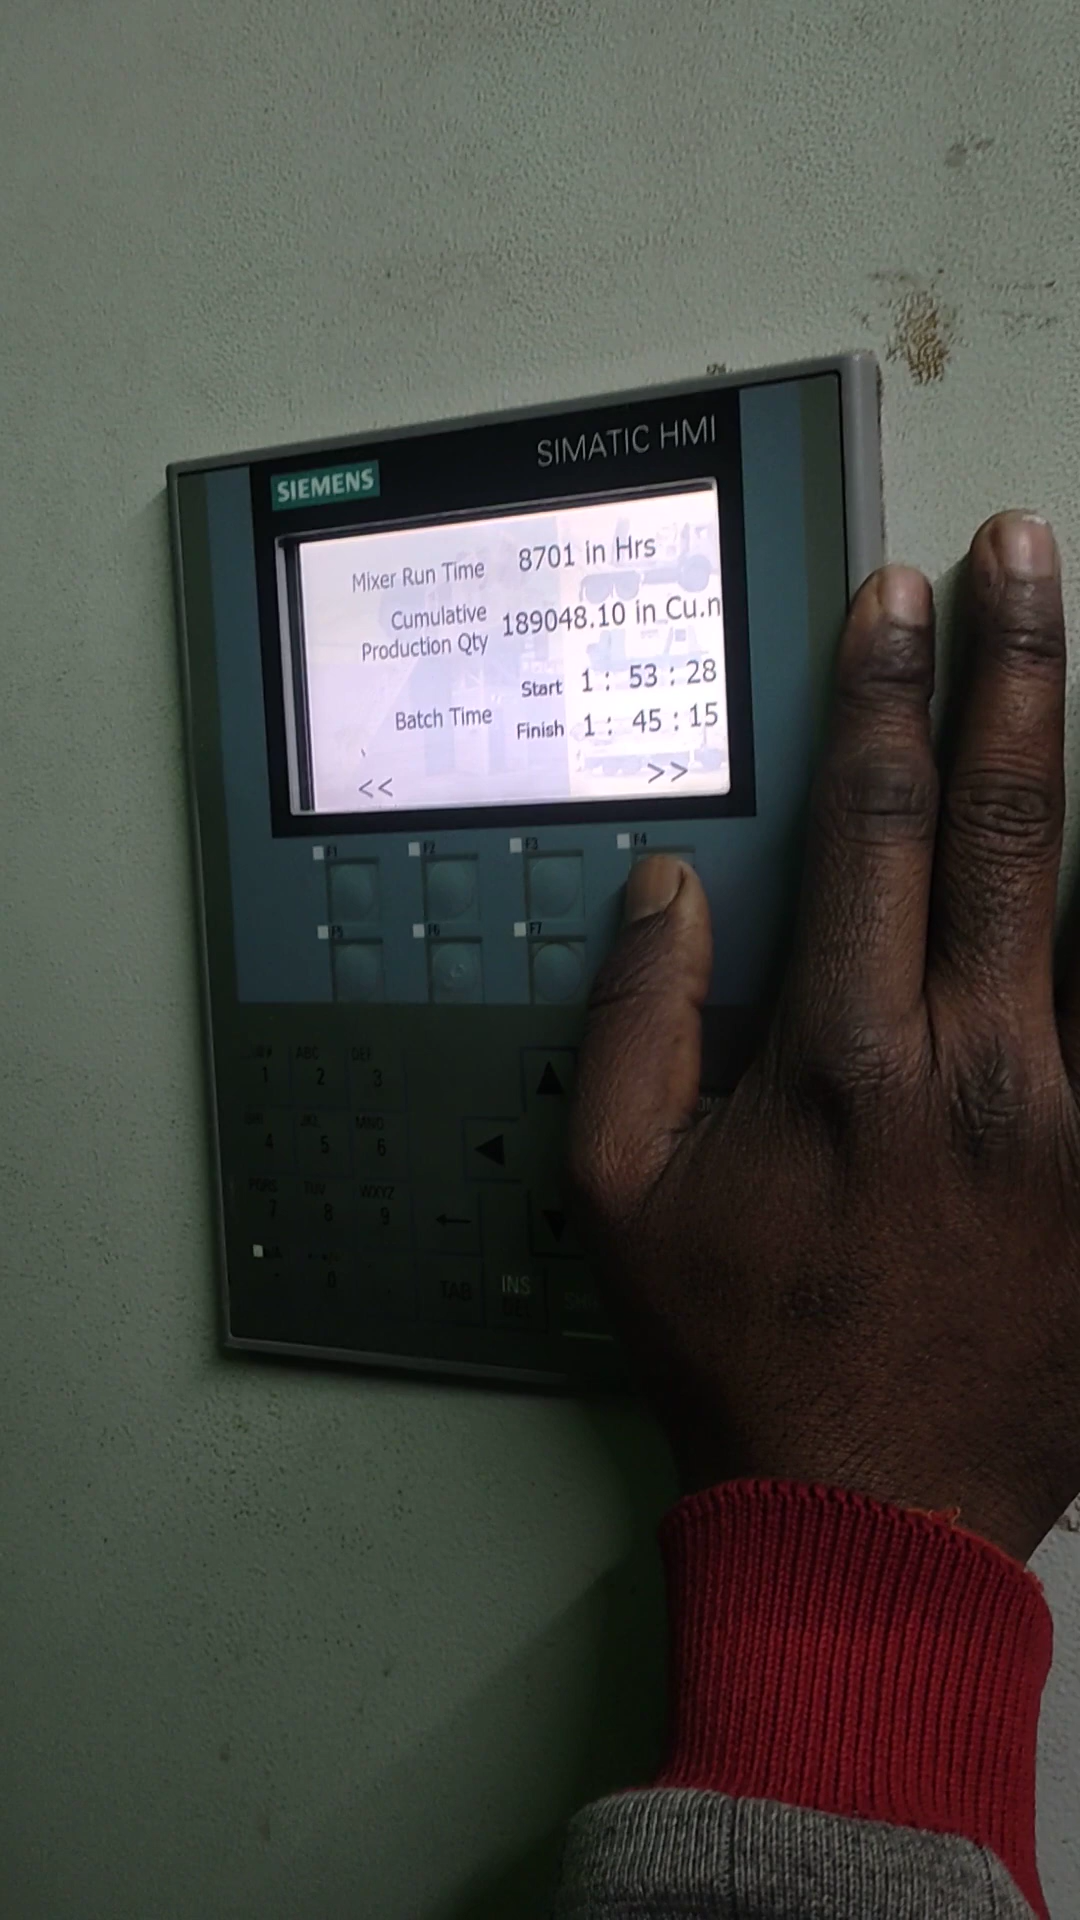 SIEMENS
SIMATIC HMI
Mixer Run Time 8701 in Hrs
Cumulative
Production Qty 189048.10 in Cu.n
Batch Time
Start 1 : 53 : 28
Finish 1 : 45 : 15
<< >>
F1 F2 F3 F4
F5 F6 F7
ABC DEF
1 2 3
MNO
4 5 6
PQRS TUV WXYZ
7 8 9
0
TAB
INS
DEL